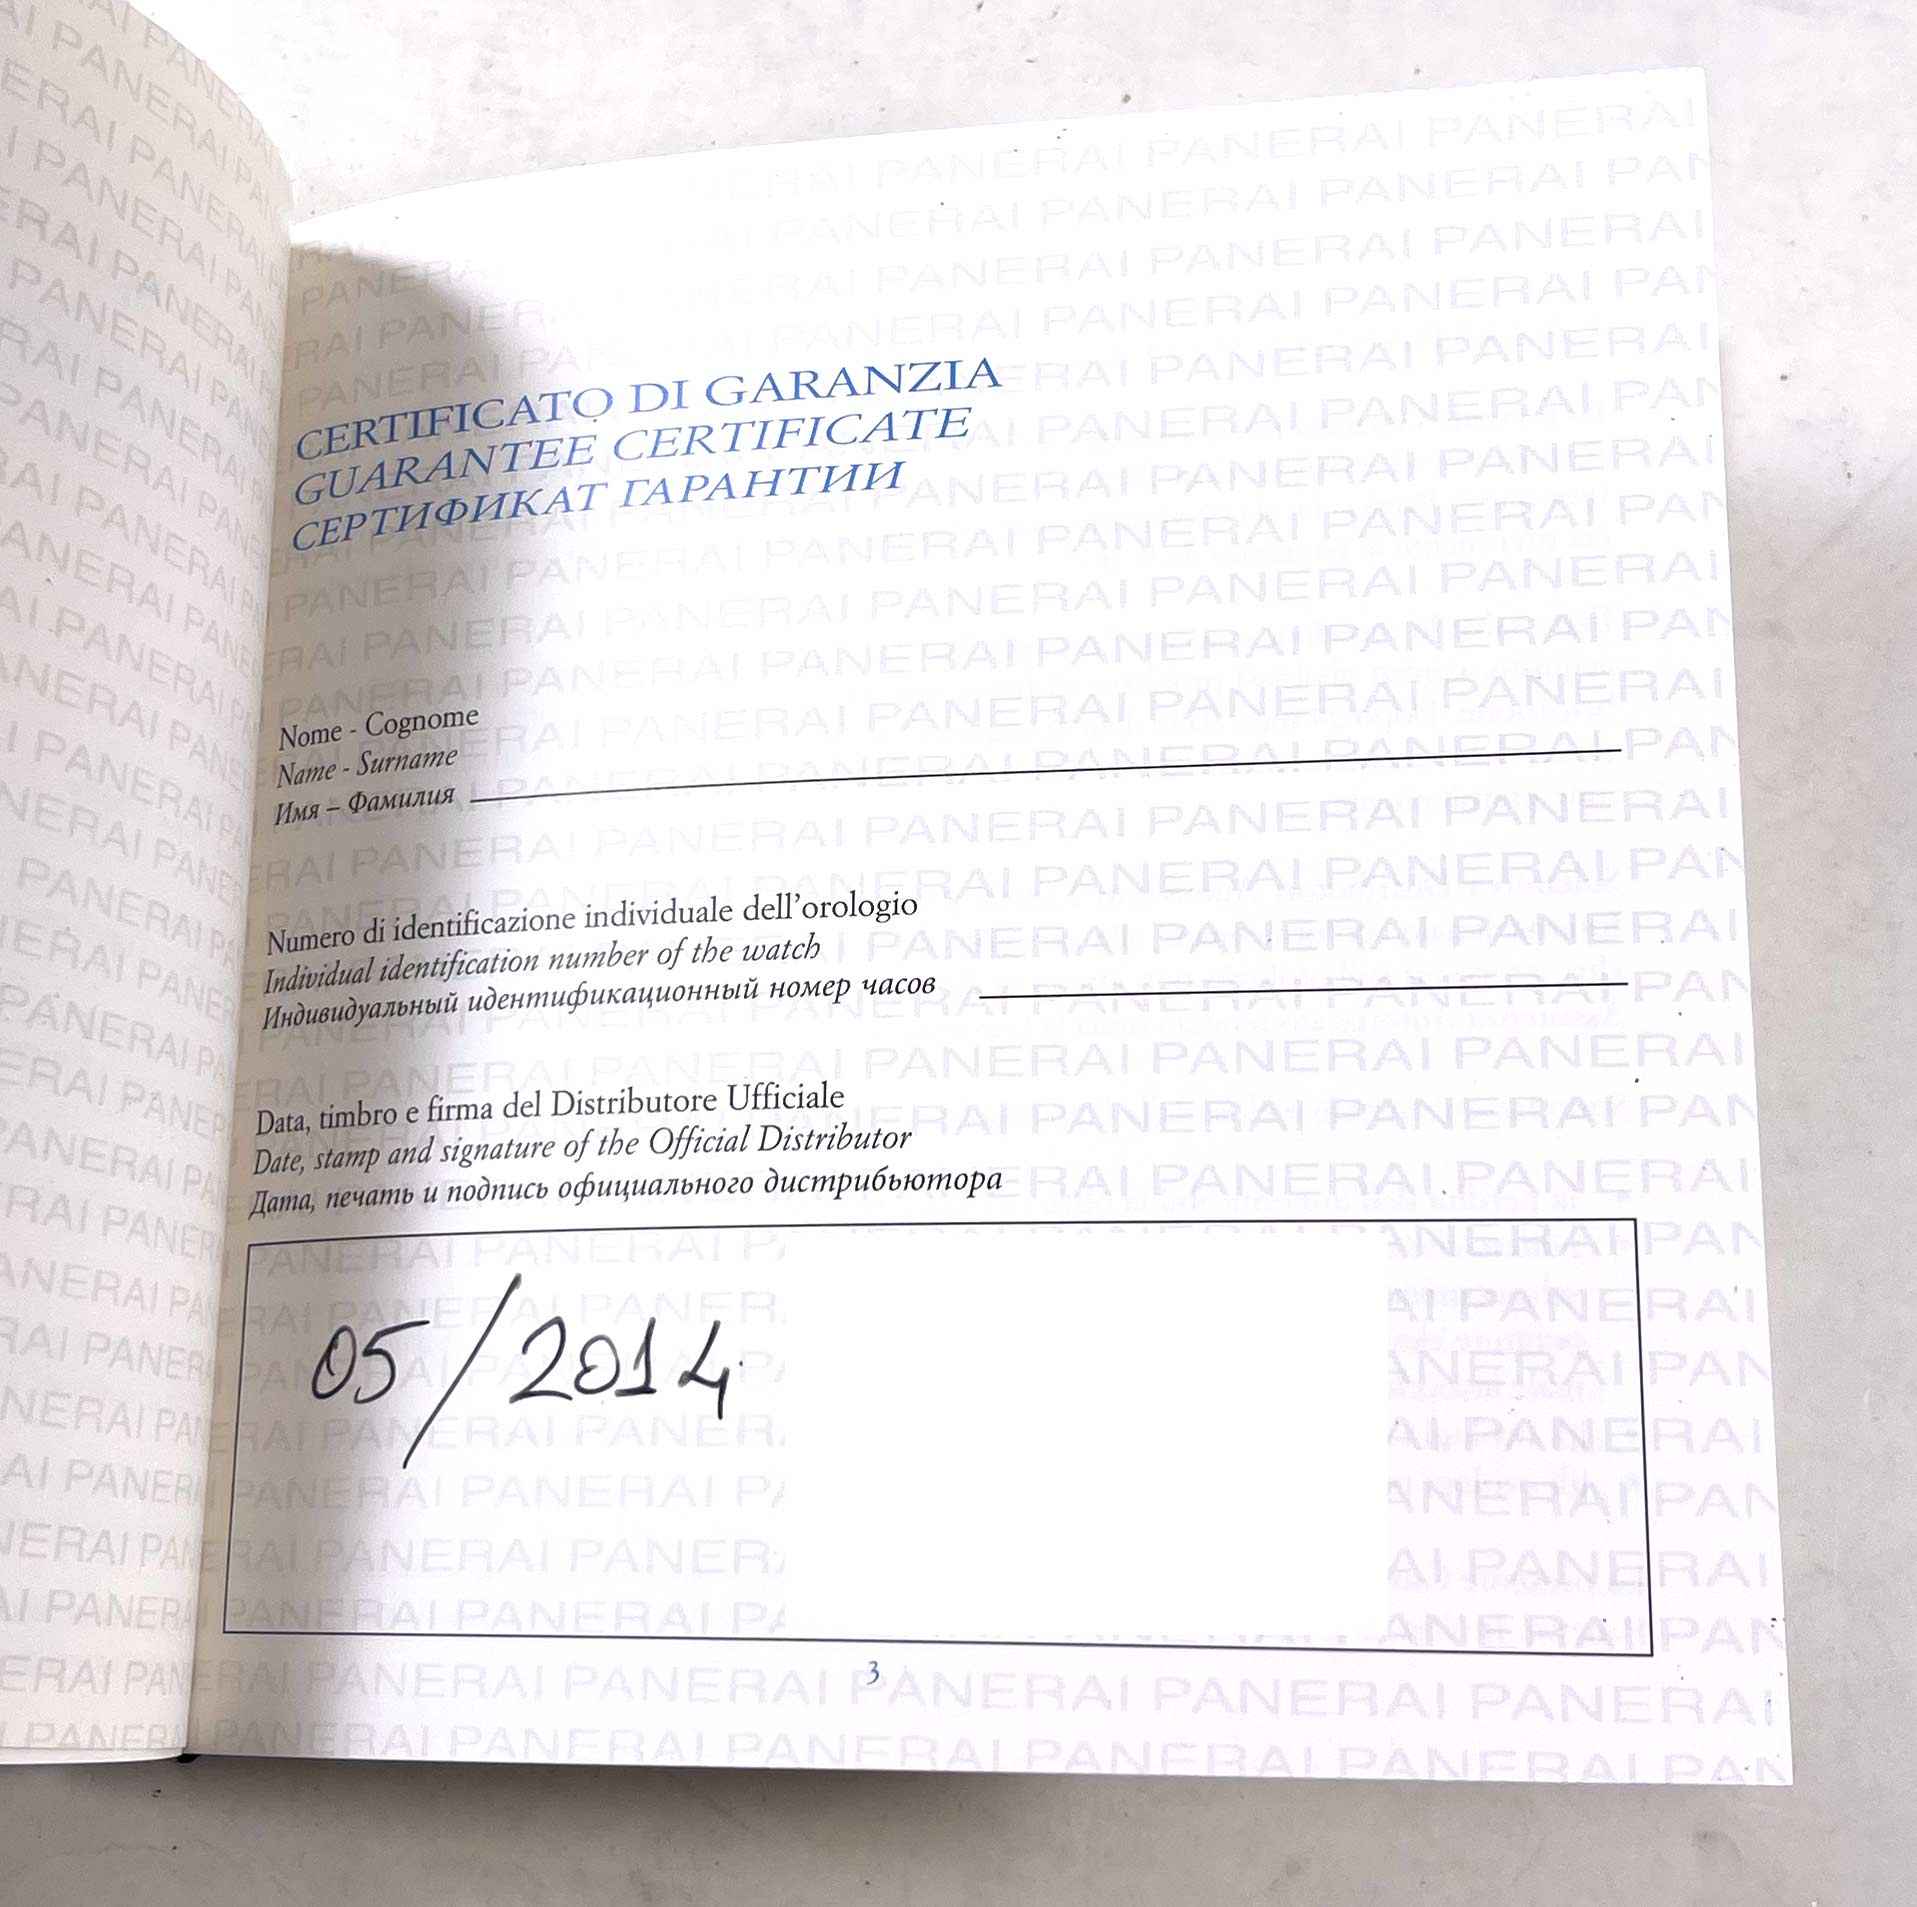 CERTIFICATO DI GARANZIA
GUARANTEE CERTIFICATE
СЕРТИФИКАТ ГАРАНТИИ
Nome - Cognome
Name - Surname
Имя – Фамилия
Numero di identificazione individuale dell’orologio
Individual identification number of the watch
Индивидуальный идентификационный номер часов
Data, timbro e firma del Distributore Ufficiale
Date, stamp and signature of the Official Distributor
Дата, печать и подпись официального дистрибьютора
05/2014
3
PANERAI